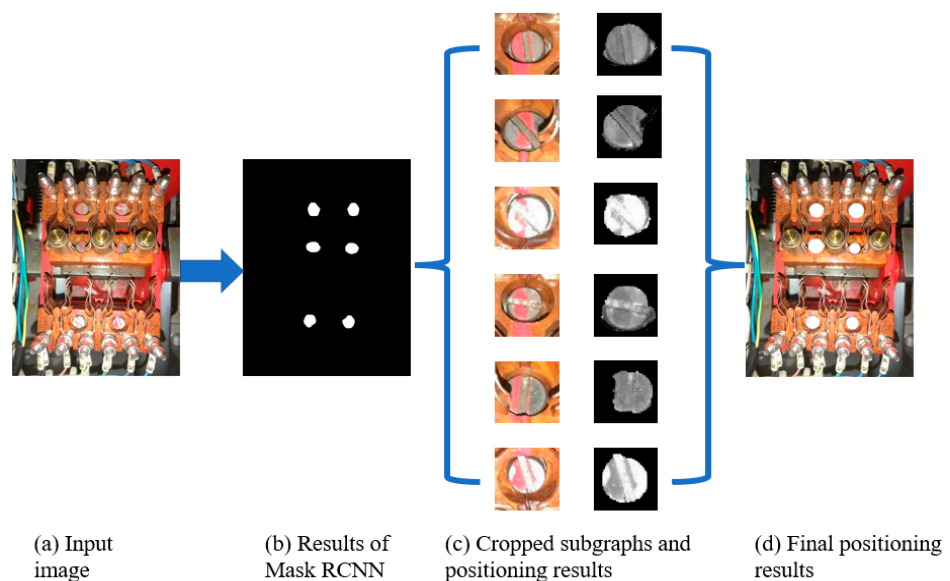 (a) Input
image
(b) Results of
Mask RCNN
(c) Cropped subgraphs and
positioning results
(d) Final positioning
results